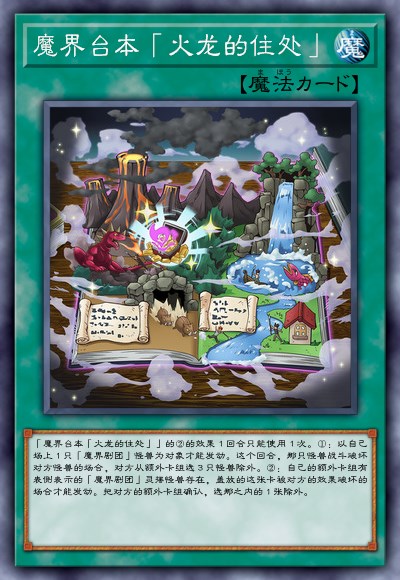 魔界台本「火龙的住处」
魔
【魔法カード】
「魔界台本「火龙的住处」」的②的效果1回合只能使用1次。①：以自己
场上1只「魔界剧团」怪兽为对象才能发动。这个回合，那只怪兽战斗破坏
对方怪兽的场合，对方从额外卡组选3只怪兽除外。②：自己的额外卡组有
表侧表示的「魔界剧团」灵摆怪兽存在，盖放的这张卡被对方的效果破坏的
场合才能发动。把对方的额外卡组确认，选那之内的1张除外。